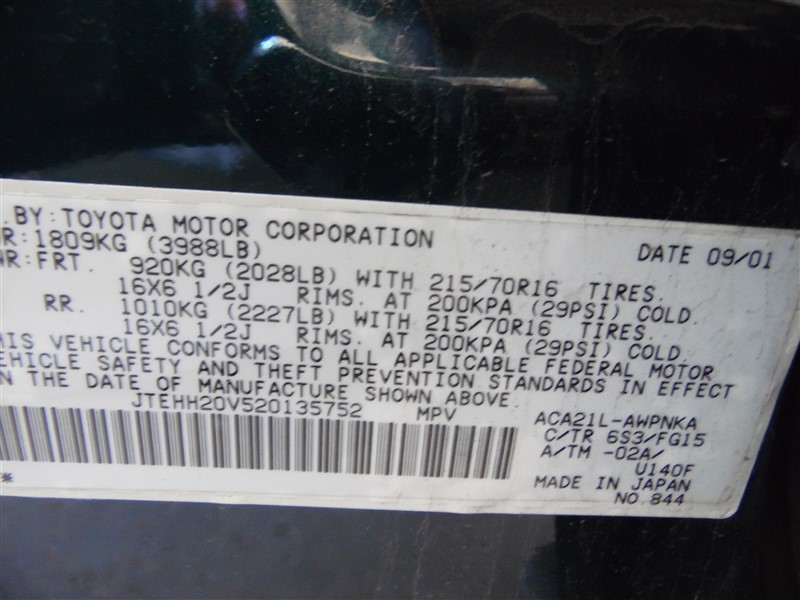 .BY: TOYOTA MOTOR CORPORATION DATE 09/01
WR: 1809KG (3988LB)
WR: FRT. 920KG (2028LB) WITH 215/70R16 TIRES.
16X6 1/2J RIMS. AT 200KPA (29PSI) COLD.
RR. 1010KG (2227LB) WITH 215/70R16 TIRES.
16X6 1/2J RIMS. AT 200KPA (29PSI) COLD.
HIS VEHICLE CONFORMS TO ALL APPLICABLE FEDERAL MOTOR
EHICLE SAFETY AND THEFT PREVENTION STANDARDS IN EFFECT
N THE DATE OF MANUFACTURE SHOWN ABOVE.
JTEHH20V520135752 MPV ACA21L-AWPNKA
C/TR 6S3/FG15
A/TM -02A/
U140F
MADE IN JAPAN
NO.844
*